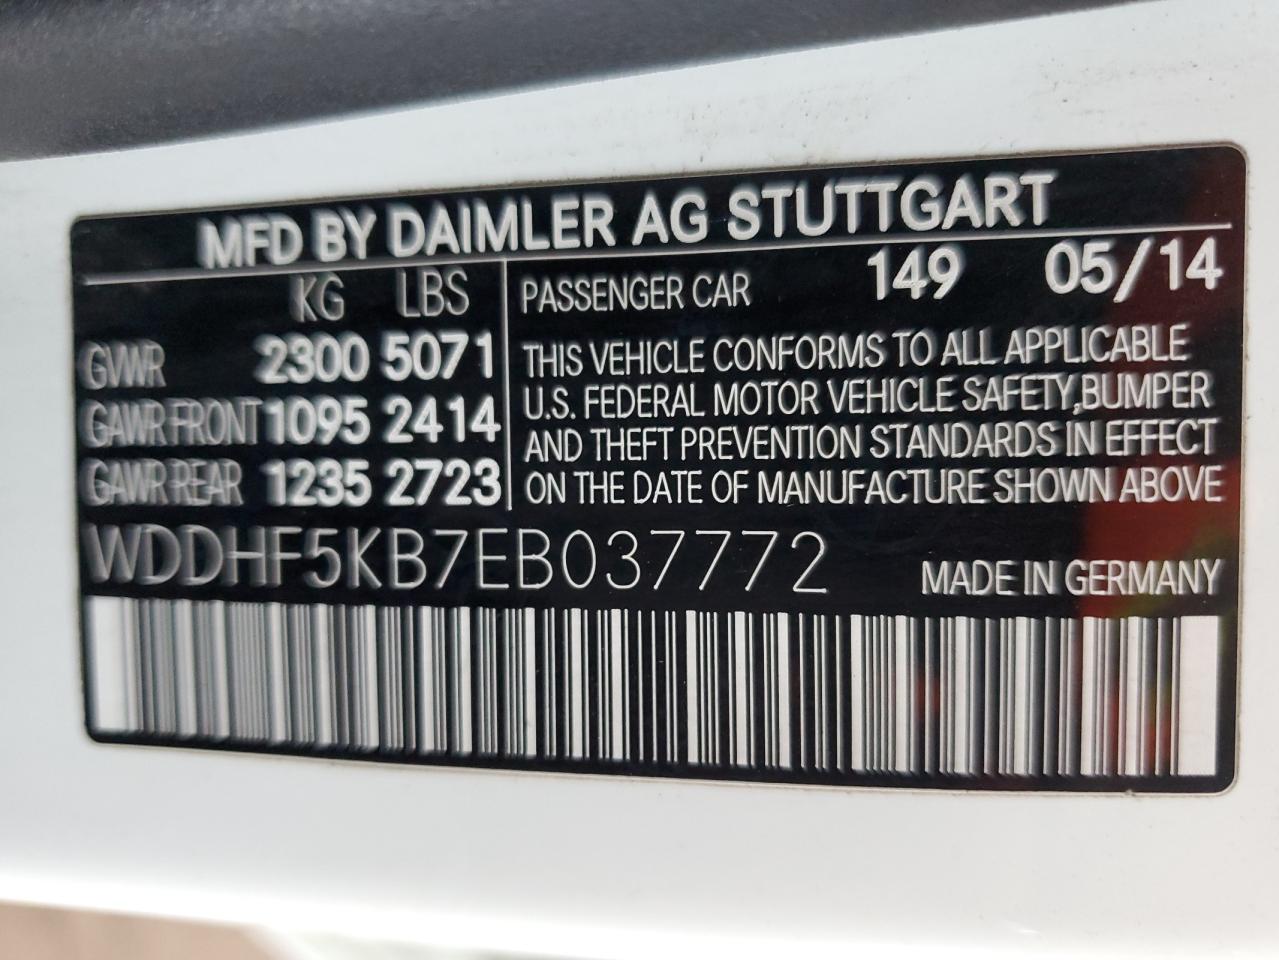 MFD BY DAIMLER AG STUTTGART
KG LBS
GVWR 2300 5071
GAWR FRONT 1095 2414
GAWR REAR 1235 2723
PASSENGER CAR 149 05/14
THIS VEHICLE CONFORMS TO ALL APPLICABLE
U.S. FEDERAL MOTOR VEHICLE SAFETY,BUMPER
AND THEFT PREVENTION STANDARDS IN EFFECT
ON THE DATE OF MANUFACTURE SHOWN ABOVE
WDDHF5KB7EB037772 MADE IN GERMANY